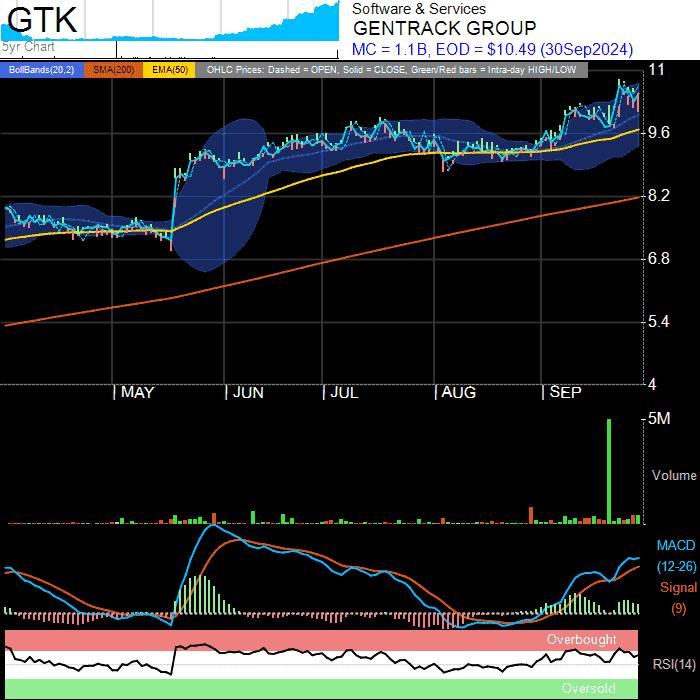 GTK
5yr Chart
Software & Services
GENTRACK GROUP
MC = 1.1B, EOD = $10.49 (30Sep2024)
BollBands(20,2) SMA(200) EMA(50) OHLC Prices: Dashed = OPEN, Solid = CLOSE, Green/Red bars = Intra-day HIGH/LOW
11
9.6
8.2
6.8
5.4
4
MAY JUN JUL AUG SEP
5M
Volume
MACD
(12-26)
Signal
(9)
Overbought
RSI(14)
Oversold